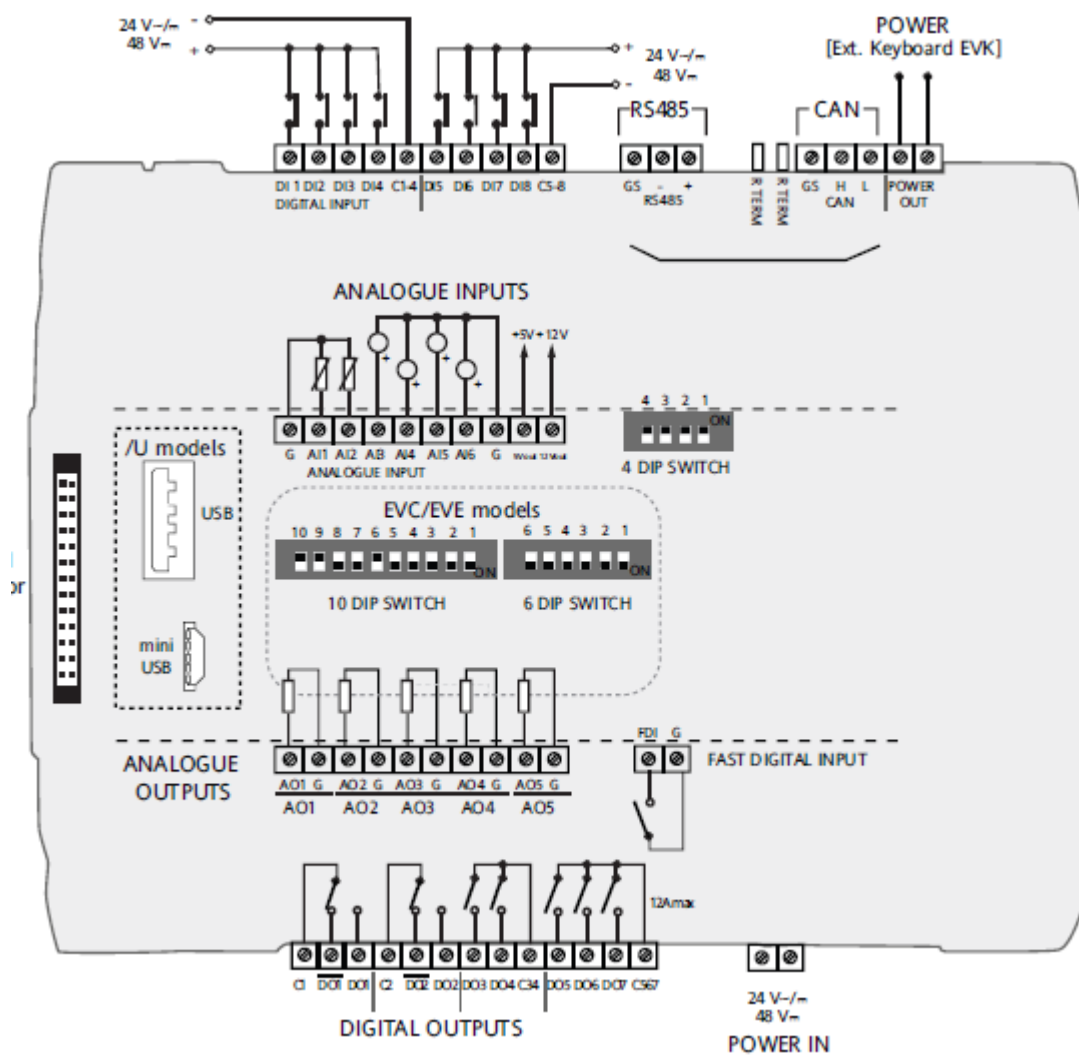 24 V~/⎓ -
48 V⎓ +
+ 24 V~/⎓
- 48 V⎓
POWER
[Ext. Keyboard EVK]
RS485
CAN
DI 1 DI2 DI3 DI4 C1-4 DI5 DI6 DI7 DI8 C5-8
DIGITAL INPUT
GS - +
RS485
R TERM
R TERM
GS H L
CAN
POWER
OUT
ANALOGUE INPUTS
+5V +12V
+ + + +
G AI1 AI2 AI3 AI4 AI5 AI6 G
ANALOGUE INPUT
4 3 2 1
ON
4 DIP SWITCH
/U models
USB
mini
USB
or
EVC/EVE models
10 9 8 7 6 5 4 3 2 1
ON
10 DIP SWITCH
6 5 4 3 2 1
ON
6 DIP SWITCH
ANALOGUE
OUTPUTS
AO1 G AO2 G AO3 G AO4 G AO5 G
AO1 AO2 AO3 AO4 AO5
FDI G
FAST DIGITAL INPUT
12A max
C1 DO1 DO1 C2 DO2 DO2 DO3 DO4 C34 DO5 DO6 DO7 C567
DIGITAL OUTPUTS
24 V~/⎓
48 V⎓
POWER IN